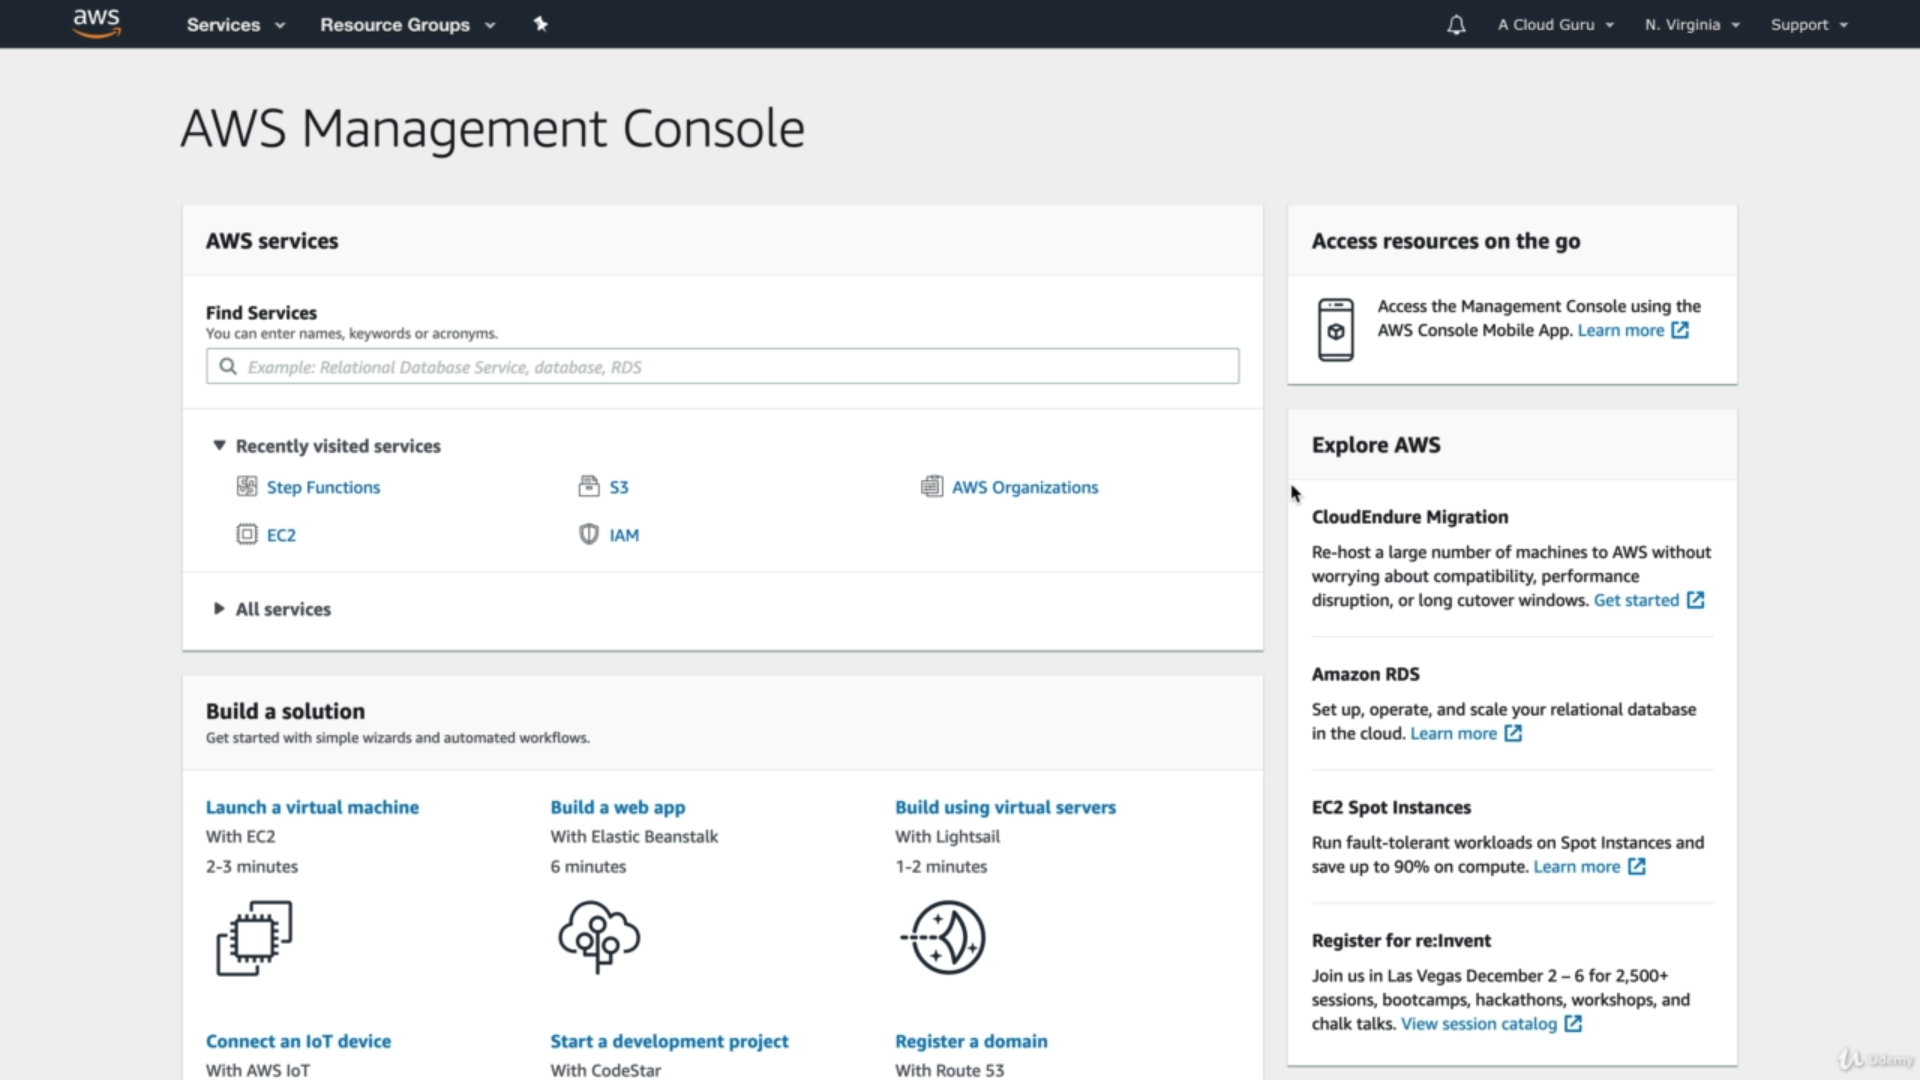 aws Services Resource Groups A Cloud Guru N. Virginia Support
AWS Management Console
AWS services
Find Services
You can enter names, keywords or acronyms.
Example: Relational Database Service, database, RDS
Recently visited services
Step Functions S3 AWS Organizations
EC2 IAM
All services
Build a solution
Get started with simple wizards and automated workflows.
Launch a virtual machine
With EC2
2-3 minutes
Build a web app
With Elastic Beanstalk
6 minutes
Build using virtual servers
With Lightsail
1-2 minutes
Connect an IoT device
With AWS IoT
Start a development project
With CodeStar
Register a domain
With Route 53
Access resources on the go
Access the Management Console using the
AWS Console Mobile App. Learn more
Explore AWS
CloudEndure Migration
Re-host a large number of machines to AWS without
worrying about compatibility, performance
disruption, or long cutover windows. Get started
Amazon RDS
Set up, operate, and scale your relational database
in the cloud. Learn more
EC2 Spot Instances
Run fault-tolerant workloads on Spot Instances and
save up to 90% on compute. Learn more
Register for re:Invent
Join us in Las Vegas December 2 – 6 for 2,500+
sessions, bootcamps, hackathons, workshops, and
chalk talks. View session catalog
Udemy